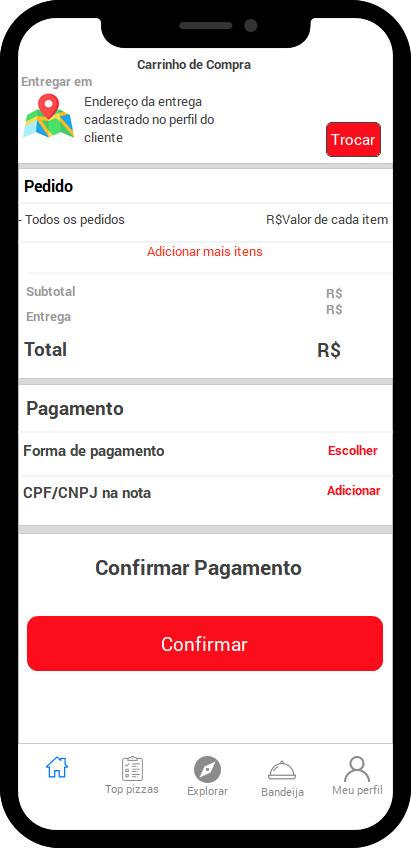 Carrinho de Compra
Entregar em
Endereço da entrega
cadastrado no perfil do
cliente
Trocar
Pedido
- Todos os pedidos R$Valor de cada item
Adicionar mais itens
Subtotal R$
Entrega R$
Total R$
Pagamento
Forma de pagamento Escolher
CPF/CNPJ na nota Adicionar
Confirmar Pagamento
Confirmar
Top pizzas Explorar Bandeija Meu perfil